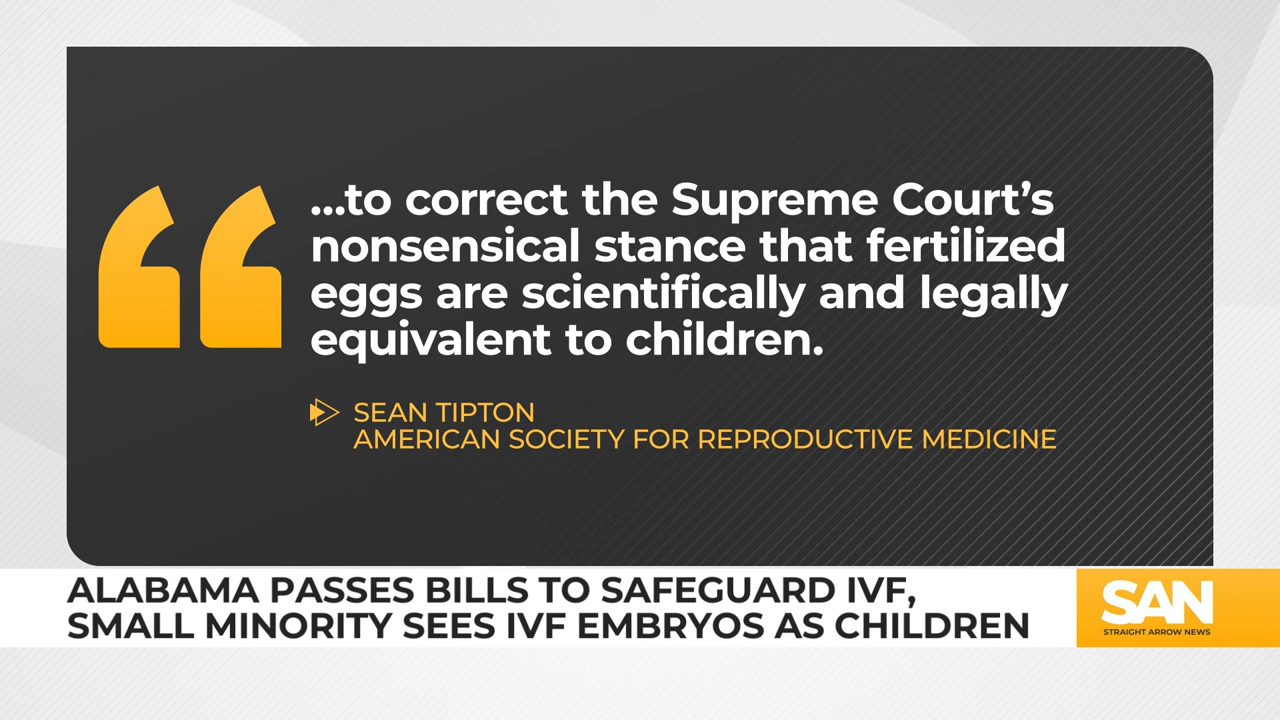 ...to correct the Supreme Court's
nonsensical stance that fertilized
eggs are scientifically and legally
equivalent to children.
SEAN TIPTON
AMERICAN SOCIETY FOR REPRODUCTIVE MEDICINE
ALABAMA PASSES BILLS TO SAFEGUARD IVF,
SMALL MINORITY SEES IVF EMBRYOS AS CHILDREN
SAN
STRAIGHT ARROW NEWS